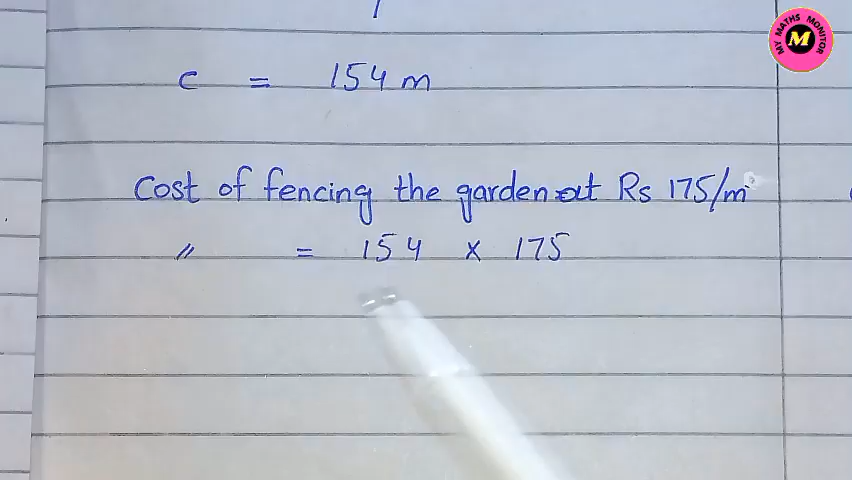 MY MATHS MONITOR
M
c = 154 m
Cost of fencing the garden at Rs 175/m
〃 = 154 x 175